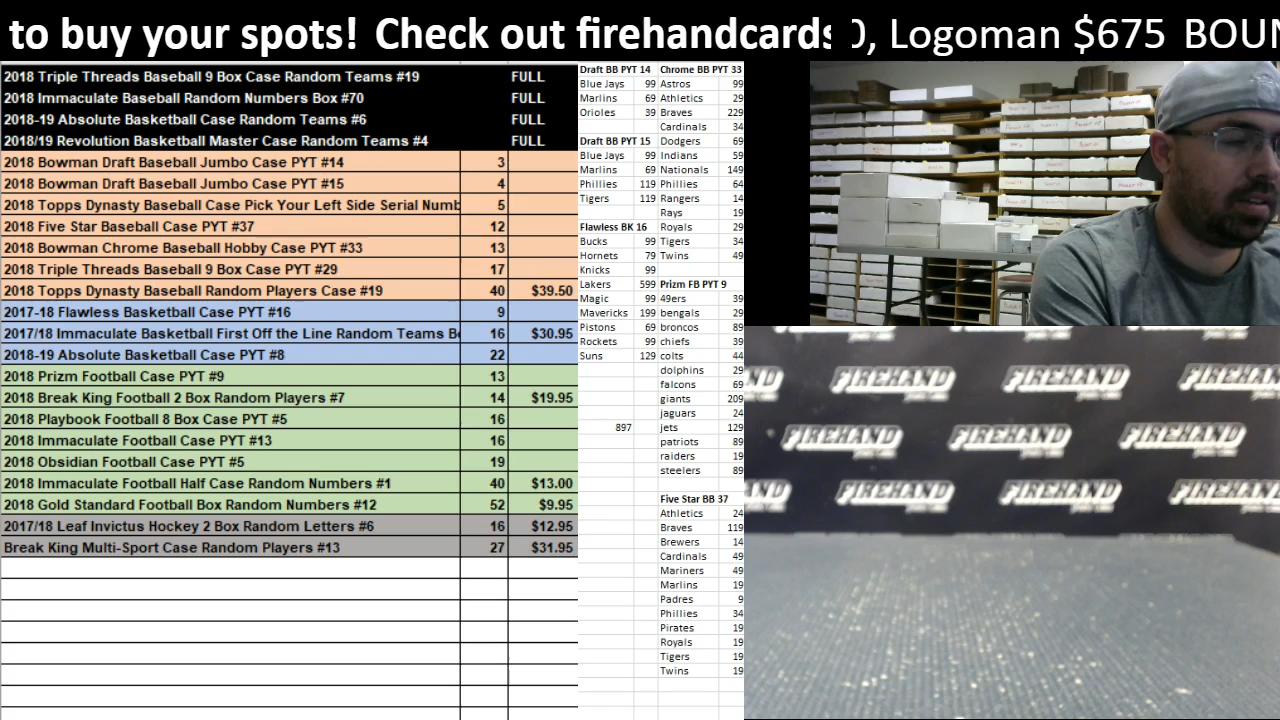 to buy your spots! Check out firehandcards
), Logoman $675 BOUN
2018 Triple Threads Baseball 9 Box Case Random Teams #19 FULL
2018 Immaculate Baseball Random Numbers Box #70 FULL
2018-19 Absolute Basketball Case Random Teams #6 FULL
2018/19 Revolution Basketball Master Case Random Teams #4 FULL
2018 Bowman Draft Baseball Jumbo Case PYT #14 3
2018 Bowman Draft Baseball Jumbo Case PYT #15 4
2018 Topps Dynasty Baseball Case Pick Your Left Side Serial Numb 5
2018 Five Star Baseball Case PYT #37 12
2018 Bowman Chrome Baseball Hobby Case PYT #33 13
2018 Triple Threads Baseball 9 Box Case PYT #29 17
2018 Topps Dynasty Baseball Random Players Case #19 40 $39.50
2017-18 Flawless Basketball Case PYT #16 9
2017/18 Immaculate Basketball First Off the Line Random Teams B 16 $30.95
2018-19 Absolute Basketball Case PYT #8 22
2018 Prizm Football Case PYT #9 13
2018 Break King Football 2 Box Random Players #7 14 $19.95
2018 Playbook Football 8 Box Case PYT #5 16
2018 Immaculate Football Case PYT #13 16
2018 Obsidian Football Case PYT #5 19
2018 Immaculate Football Half Case Random Numbers #1 40 $13.00
2018 Gold Standard Football Box Random Numbers #12 52 $9.95
2017/18 Leaf Invictus Hockey 2 Box Random Letters #6 16 $12.95
Break King Multi-Sport Case Random Players #13 27 $31.95
Draft BB PYT 14
Blue Jays 99
Marlins 69
Orioles 39
Draft BB PYT 15
Blue Jays 99
Marlins 69
Phillies 119
Tigers 119
Flawless BK 16
Bucks 99
Hornets 79
Knicks 99
Lakers 599
Magic 99
Mavericks 199
Pistons 69
Rockets 99
Suns 129
897
Chrome BB PYT 33
Astros 99
Athletics 29
Braves 229
Cardinals 34
Dodgers 69
Indians 59
Nationals 149
Phillies 64
Rangers 14
Rays 19
Royals 29
Tigers 34
Twins 49
Prizm FB PYT 9
49ers 39
bengals 29
broncos 89
chiefs 39
colts 44
dolphins 29
falcons 69
giants 209
jaguars 24
jets 129
patriots 89
raiders 19
steelers 89
Five Star BB 37
Athletics 24
Braves 119
Brewers 14
Cardinals 49
Mariners 49
Marlins 19
Padres 9
Phillies 34
Pirates 19
Royals 19
Tigers 19
Twins 19
FIREHAND FIREHAND FIREHAND
FIREHAND FIREHAND FIREHAND
FIREHAND FIREHAND FIREHAND